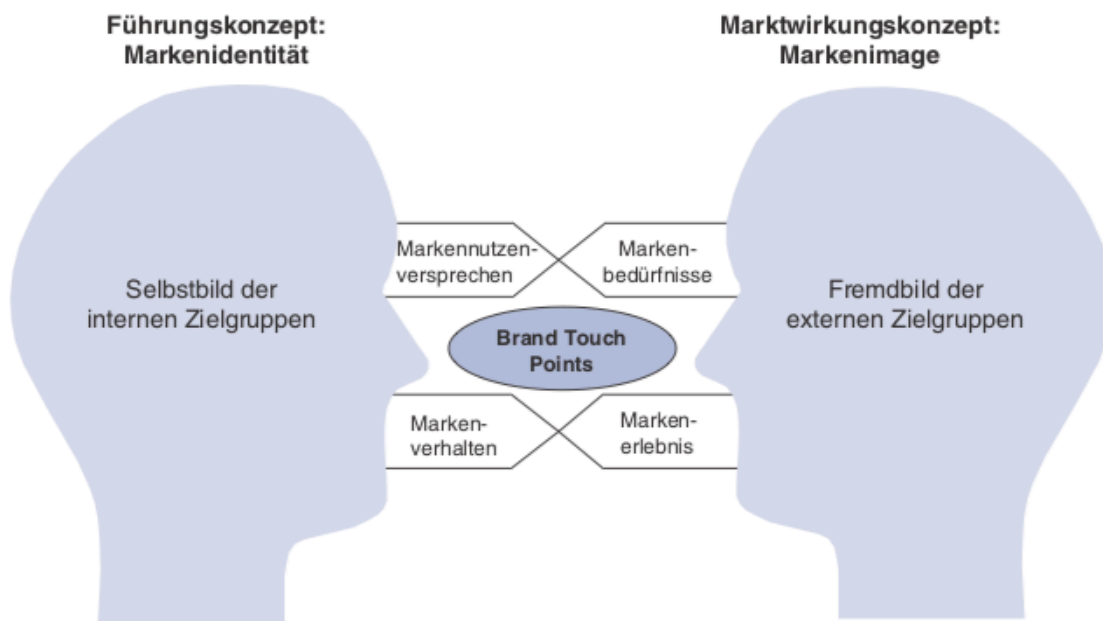 Führungskonzept:
Markenidentität
Marktwirkungskonzept:
Markenimage
Selbstbild der
internen Zielgruppen
Markennutzen-
versprechen
Marken-
bedürfnisse
Brand Touch
Points
Marken-
verhalten
Marken-
erlebnis
Fremdbild der
externen Zielgruppen